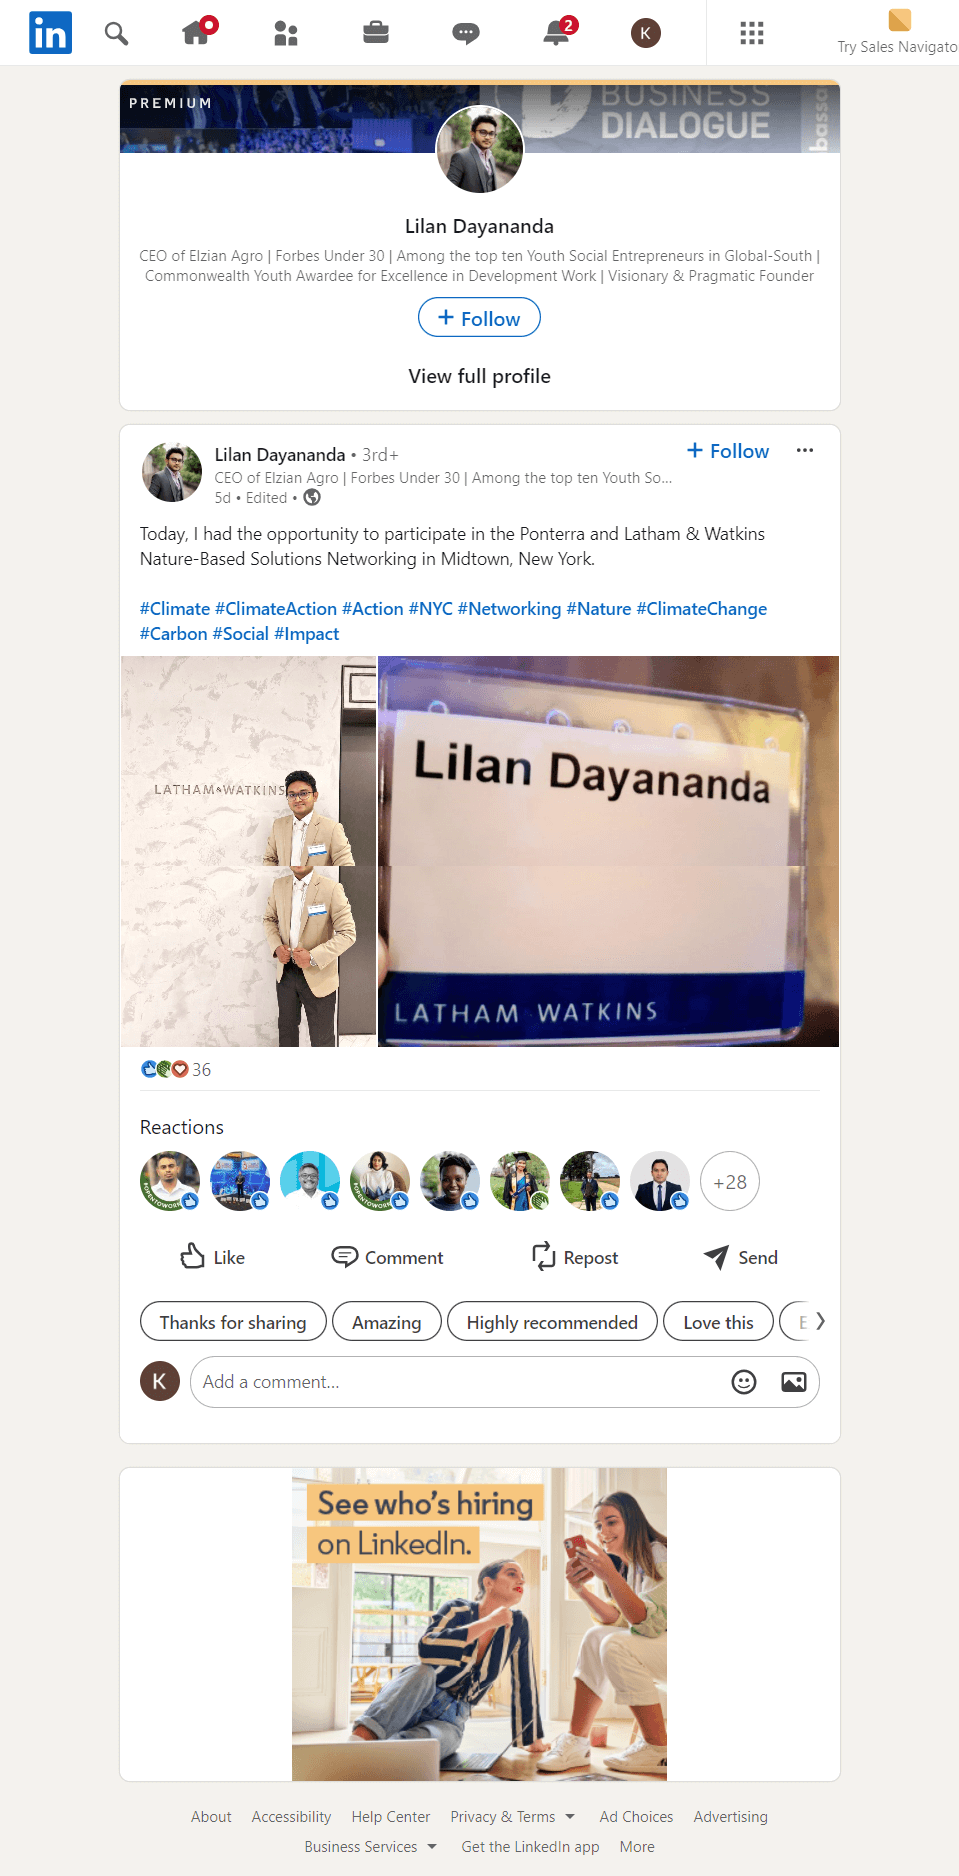 in
2
K
Try Sales Navigato
PREMIUM
BUSINESS
DIALOGUE
bassa
Lilan Dayananda
CEO of Elzian Agro | Forbes Under 30 | Among the top ten Youth Social Entrepreneurs in Global-South |
Commonwealth Youth Awardee for Excellence in Development Work | Visionary & Pragmatic Founder
+ Follow
View full profile
Lilan Dayananda • 3rd+
+ Follow
CEO of Elzian Agro | Forbes Under 30 | Among the top ten Youth So...
5d • Edited •
Today, I had the opportunity to participate in the Ponterra and Latham & Watkins
Nature-Based Solutions Networking in Midtown, New York.
#Climate #ClimateAction #Action #NYC #Networking #Nature #ClimateChange
#Carbon #Social #Impact
LATHAM&WATKINS
Lilan Dayananda
LATHAM WATKINS
36
Reactions
#OPENTOWORK
#OPENTOWORK
+28
Like
Comment
Repost
Send
Thanks for sharing
Amazing
Highly recommended
Love this
E
K
Add a comment...
See who's hiring
on LinkedIn.
About
Accessibility
Help Center
Privacy & Terms
Ad Choices
Advertising
Business Services
Get the LinkedIn app
More